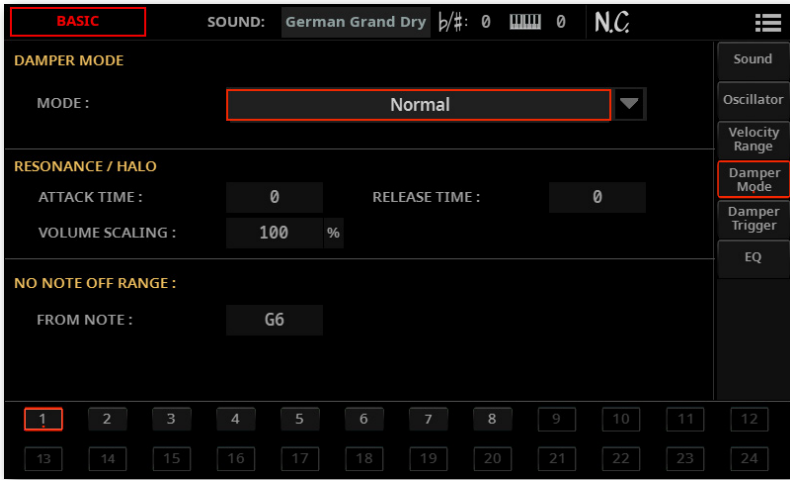 BASIC SOUND: German Grand Dry ♭/#: 0 0 N.C.
DAMPER MODE
MODE : Normal
RESONANCE / HALO
ATTACK TIME : 0 RELEASE TIME : 0
VOLUME SCALING : 100 %
NO NOTE OFF RANGE :
FROM NOTE : G6
Sound
Oscillator
Velocity
Range
Damper
Mode
Damper
Trigger
EQ
1 2 3 4 5 6 7 8 9 10 11 12
13 14 15 16 17 18 19 20 21 22 23 24